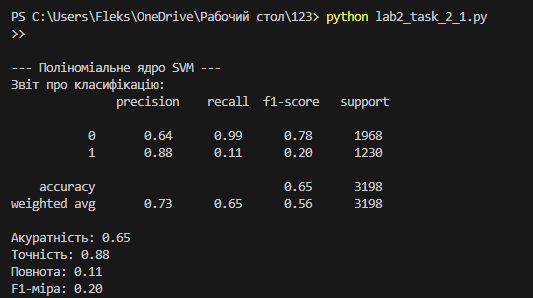 PS C:\Users\Fleks\OneDrive\Рабочий стол\123> python lab2_task_2_1.py
>>
--- Поліноміальне ядро SVM ---
Звіт про класифікацію:
precision recall f1-score support
0 0.64 0.99 0.78 1968
1 0.88 0.11 0.20 1230
accuracy 0.65 3198
weighted avg 0.73 0.65 0.56 3198
Акуратність: 0.65
Точність: 0.88
Повнота: 0.11
F1-міра: 0.20